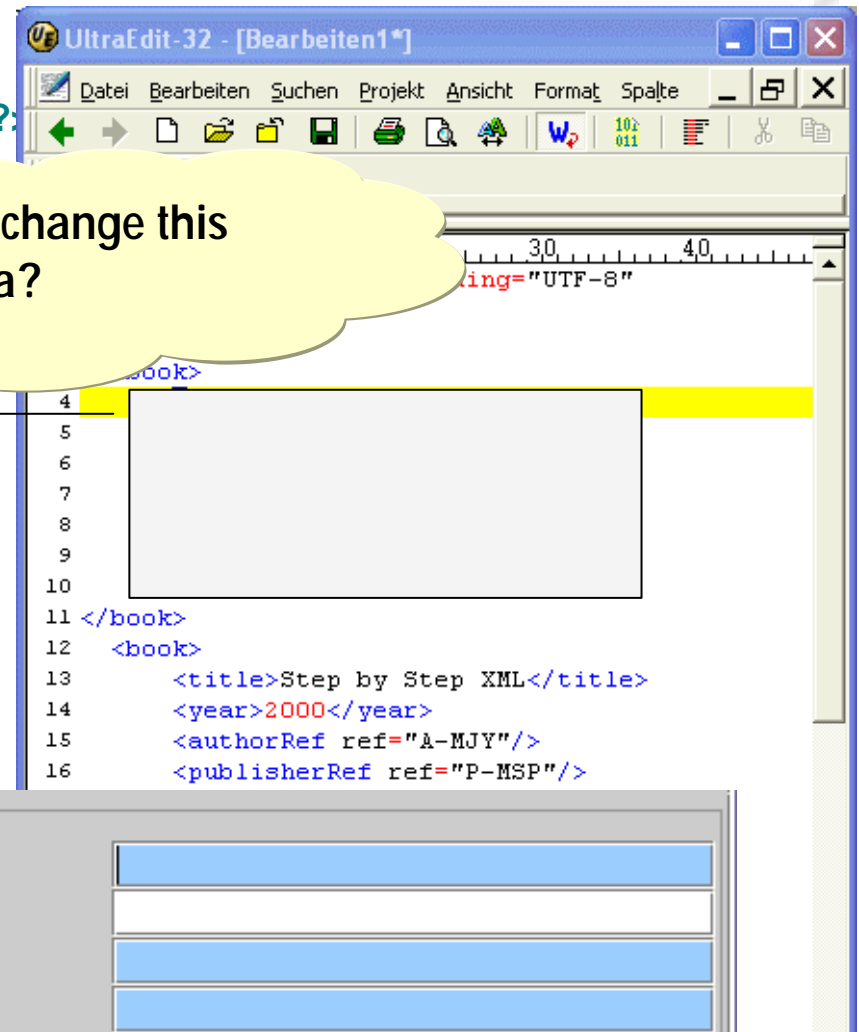 UltraEdit-32 - [Bearbeiten1*]
Datei Bearbeiten Suchen Projekt Ansicht Format Spalte
?>
change this
a?
30 40
ing="UTF-8"
ook>
4
5
6
7
8
9
10
11 </book>
12 <book>
13 <title>Step by Step XML</title>
14 <year>2000</year>
15 <authorRef ref="A-MJY"/>
16 <publisherRef ref="P-MSP"/>